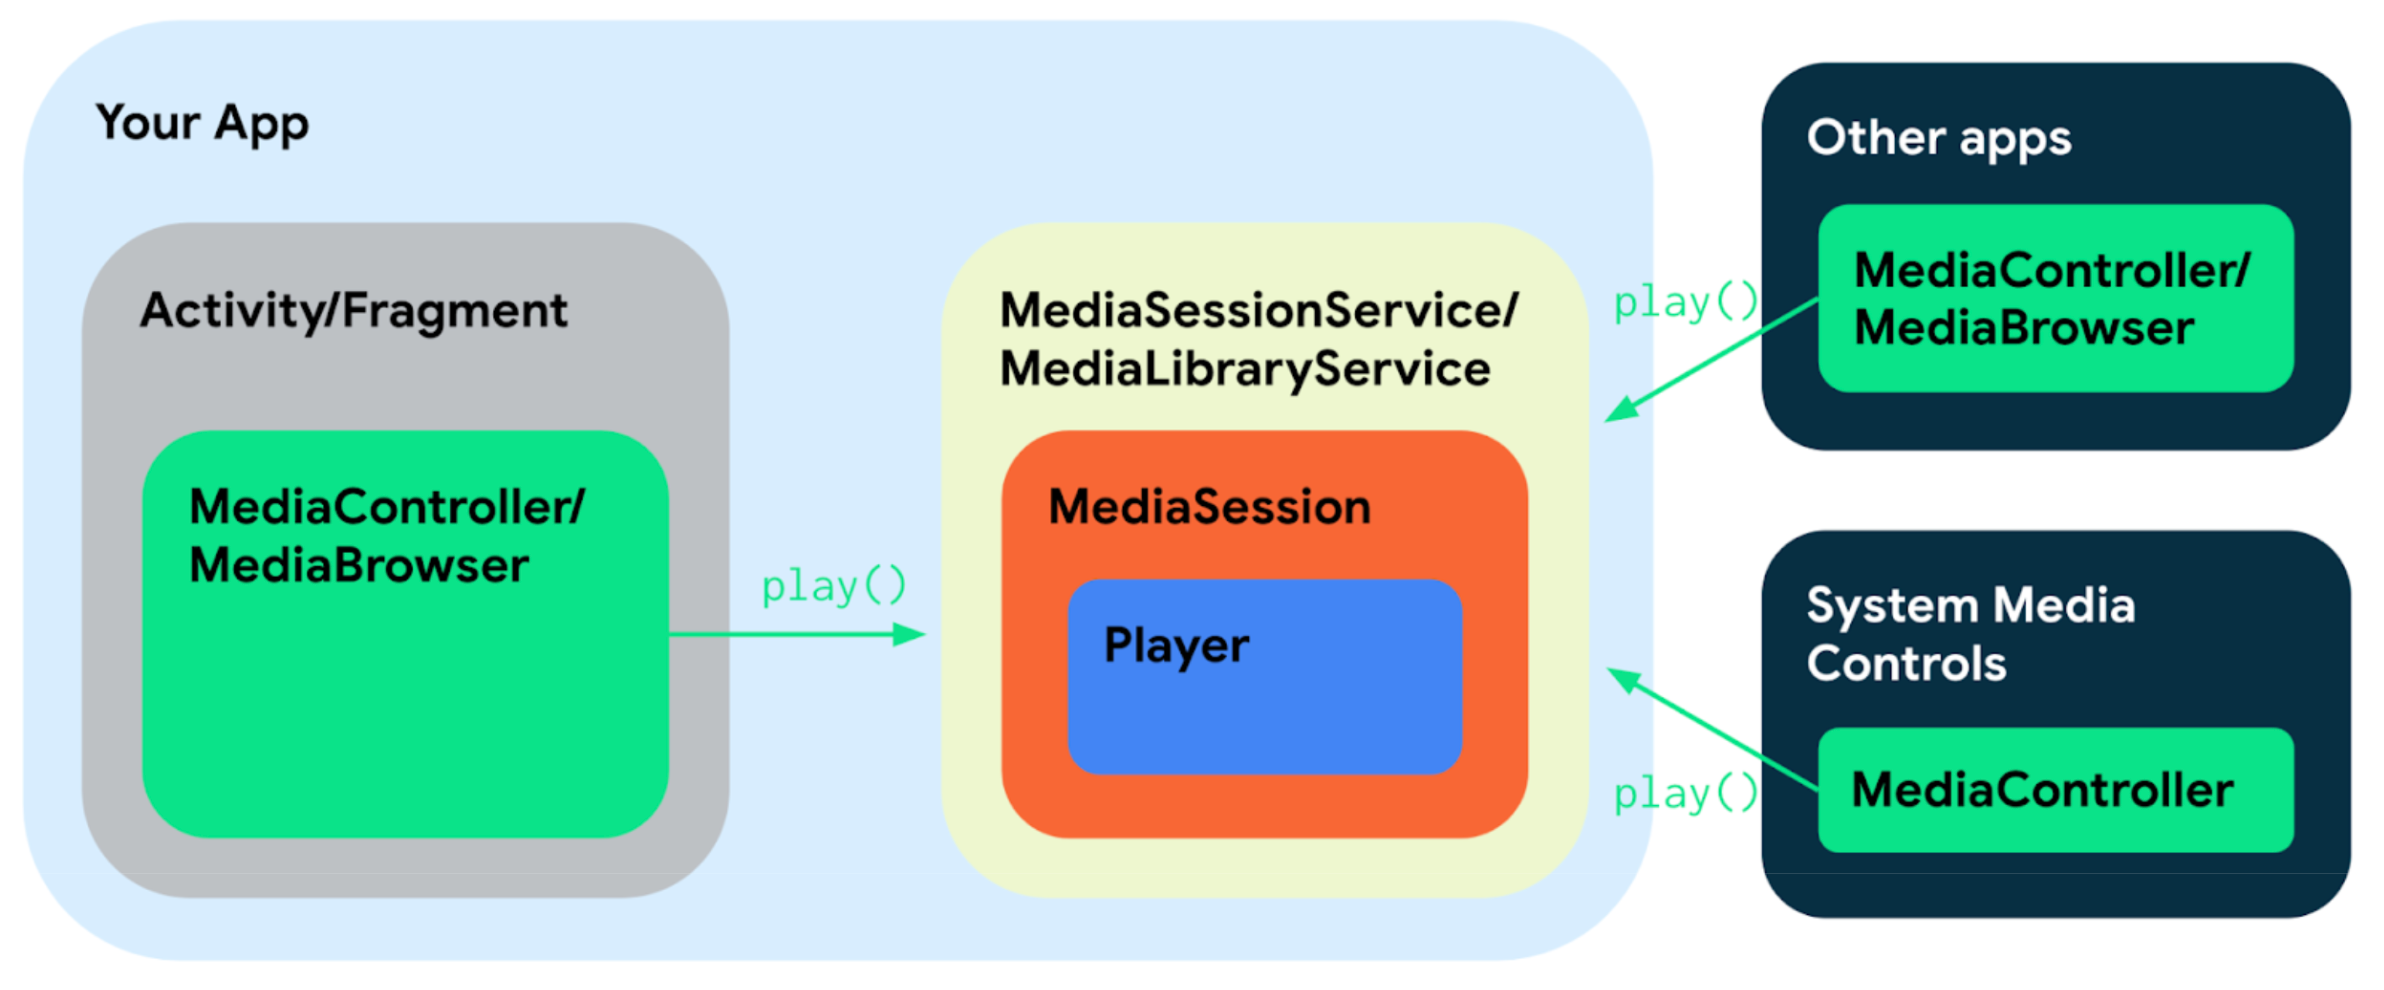 Your App
Activity/Fragment
MediaController/
MediaBrowser
play()
MediaSessionService/
MediaLibraryService
MediaSession
Player
play()
Other apps
MediaController/
MediaBrowser
play()
System Media
Controls
MediaController